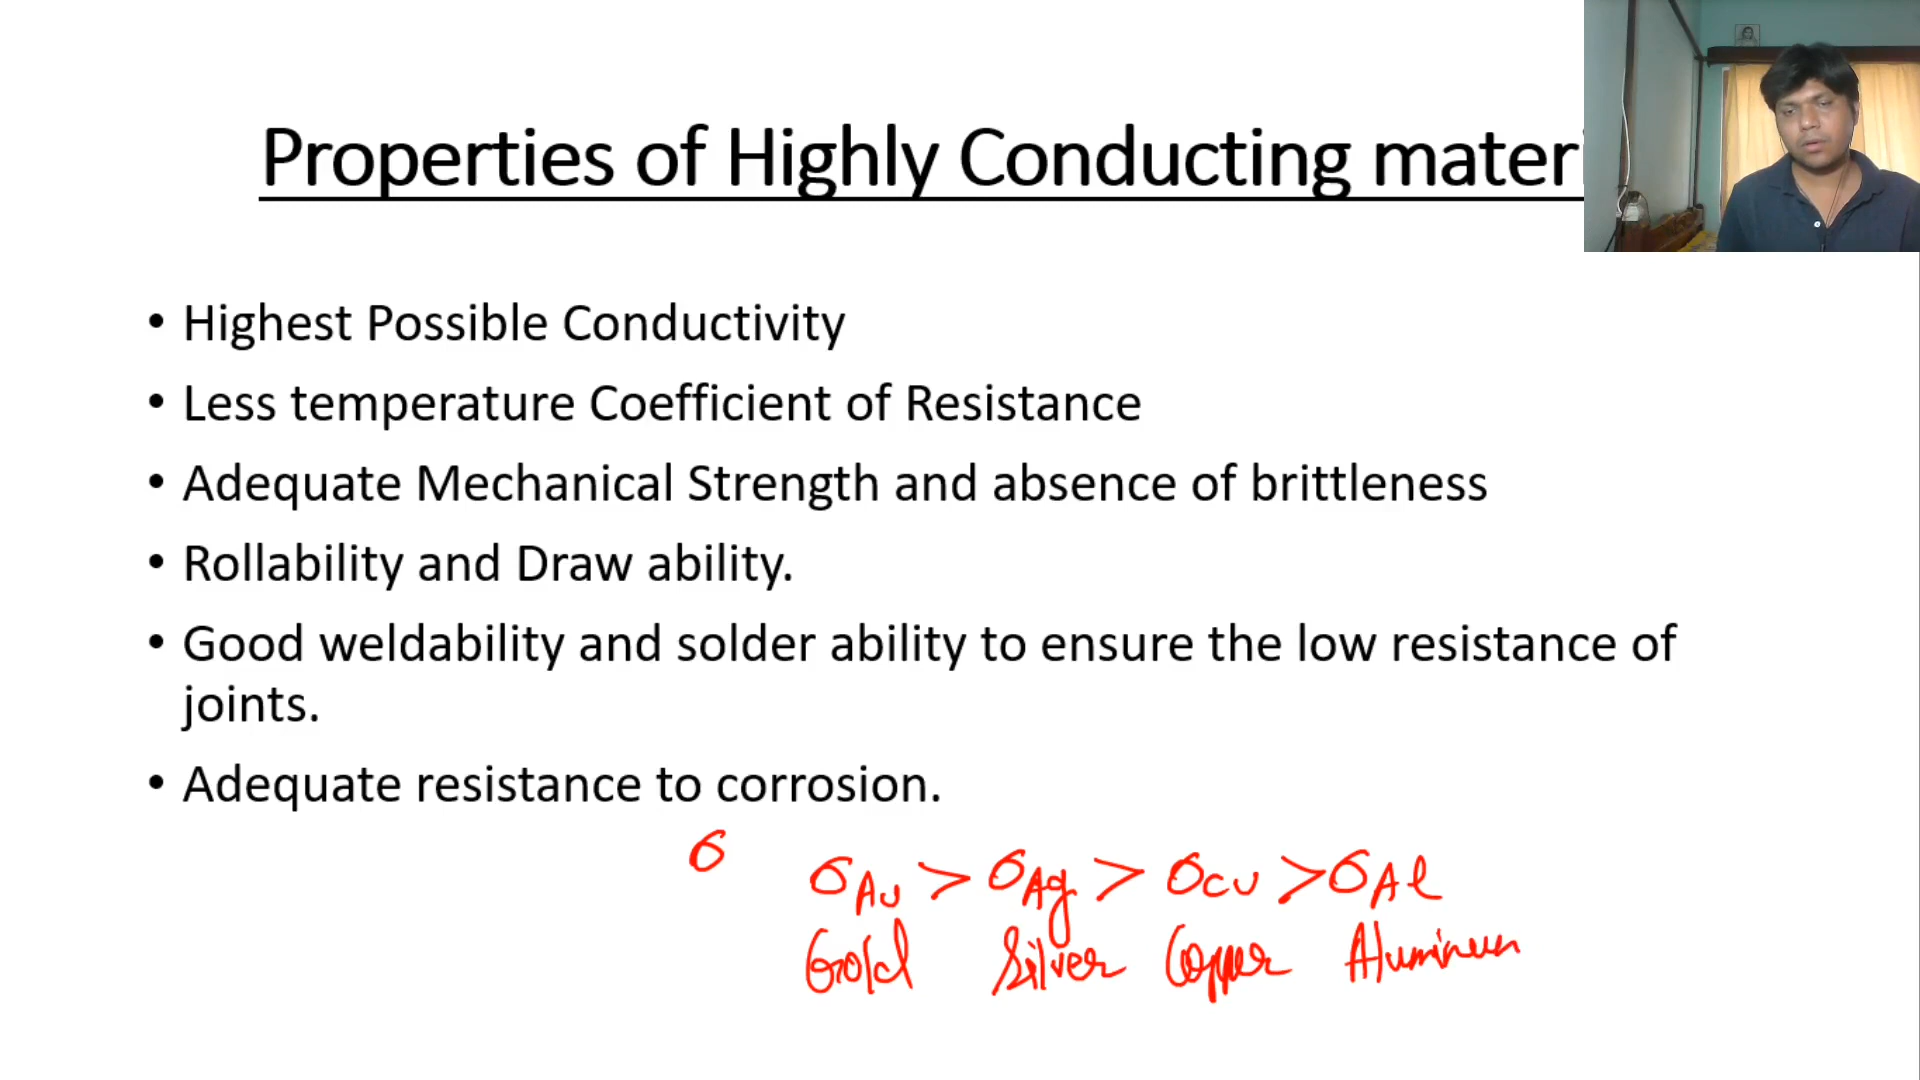 Properties of Highly Conducting materi
• Highest Possible Conductivity
• Less temperature Coefficient of Resistance
• Adequate Mechanical Strength and absence of brittleness
• Rollability and Draw ability.
• Good weldability and solder ability to ensure the low resistance of
joints.
• Adequate resistance to corrosion.
σ
σAu > σAg > σCu > σAl
Gold Silver Copper Aluminum